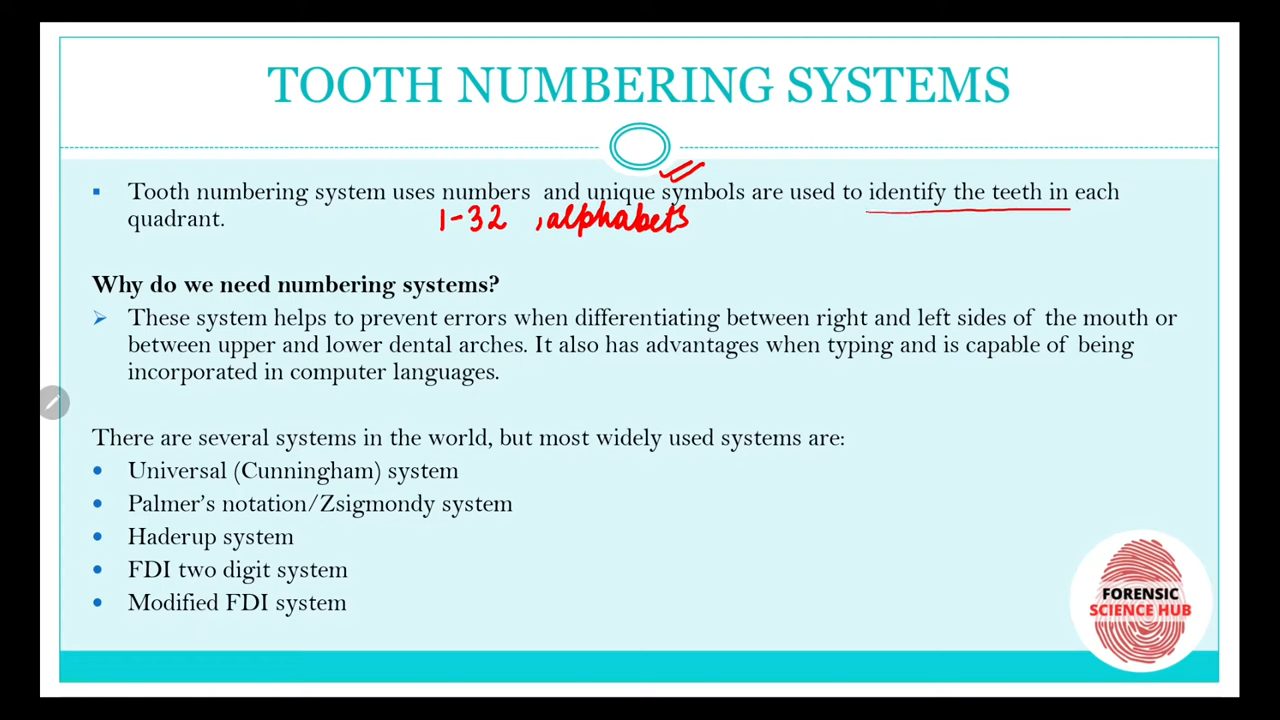 TOOTH NUMBERING SYSTEMS
Tooth numbering system uses numbers and unique symbols are used to identify the teeth in each
quadrant.
1-32 , alphabets
Why do we need numbering systems?
These system helps to prevent errors when differentiating between right and left sides of the mouth or
between upper and lower dental arches. It also has advantages when typing and is capable of being
incorporated in computer languages.
There are several systems in the world, but most widely used systems are:
Universal (Cunningham) system
Palmer's notation/Zsigmondy system
Haderup system
FDI two digit system
Modified FDI system
FORENSIC
SCIENCE HUB